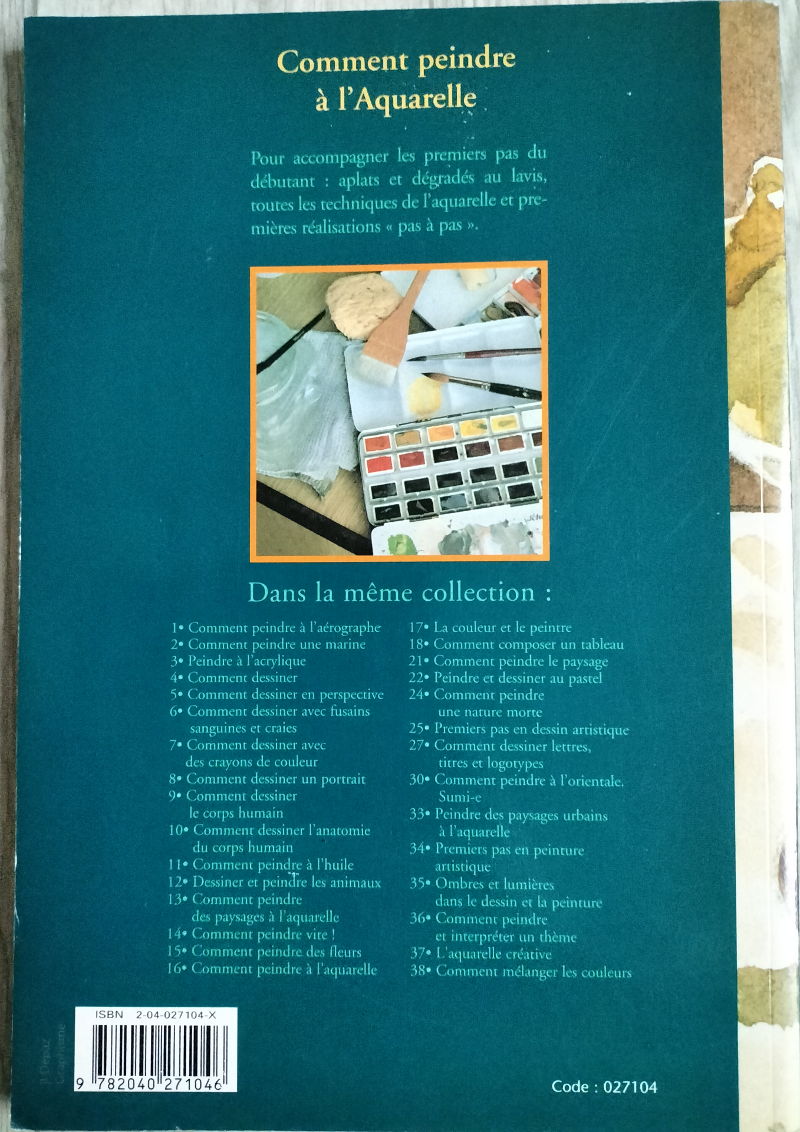 Comment peindre
à l'Aquarelle
Pour accompagner les premiers pas du
débutant : aplats et dégradés au lavis,
toutes les techniques de l'aquarelle et pre-
mières réalisations « pas à pas ».
Dans la même collection :
1• Comment peindre à l'aérographe
2• Comment peindre une marine
3• Peindre à l'acrylique
4• Comment dessiner
5• Comment dessiner en perspective
6• Comment dessiner avec fusains
sanguines et craies
7• Comment dessiner avec
des crayons de couleur
8• Comment dessiner un portrait
9• Comment dessiner
le corps humain
10• Comment dessiner l'anatomie
du corps humain
11• Comment peindre à l'huile
12• Dessiner et peindre les animaux
13• Comment peindre
des paysages à l'aquarelle
14• Comment peindre vite !
15• Comment peindre des fleurs
16• Comment peindre à l'aquarelle
17• La couleur et le peintre
18• Comment composer un tableau
21• Comment peindre le paysage
22• Peindre et dessiner au pastel
24• Comment peindre
une nature morte
25• Premiers pas en dessin artistique
27• Comment dessiner lettres,
titres et logotypes
30• Comment peindre à l'orientale.
Sumi-e
33• Peindre des paysages urbains
à l'aquarelle
34• Premiers pas en peinture
artistique
35• Ombres et lumières
dans le dessin et la peinture
36• Comment peindre
et interpréter un thème
37• L'aquarelle créative
38• Comment mélanger les couleurs
ISBN 2-04-027104-X
9 782040 271046
Code : 027104
Graphisme